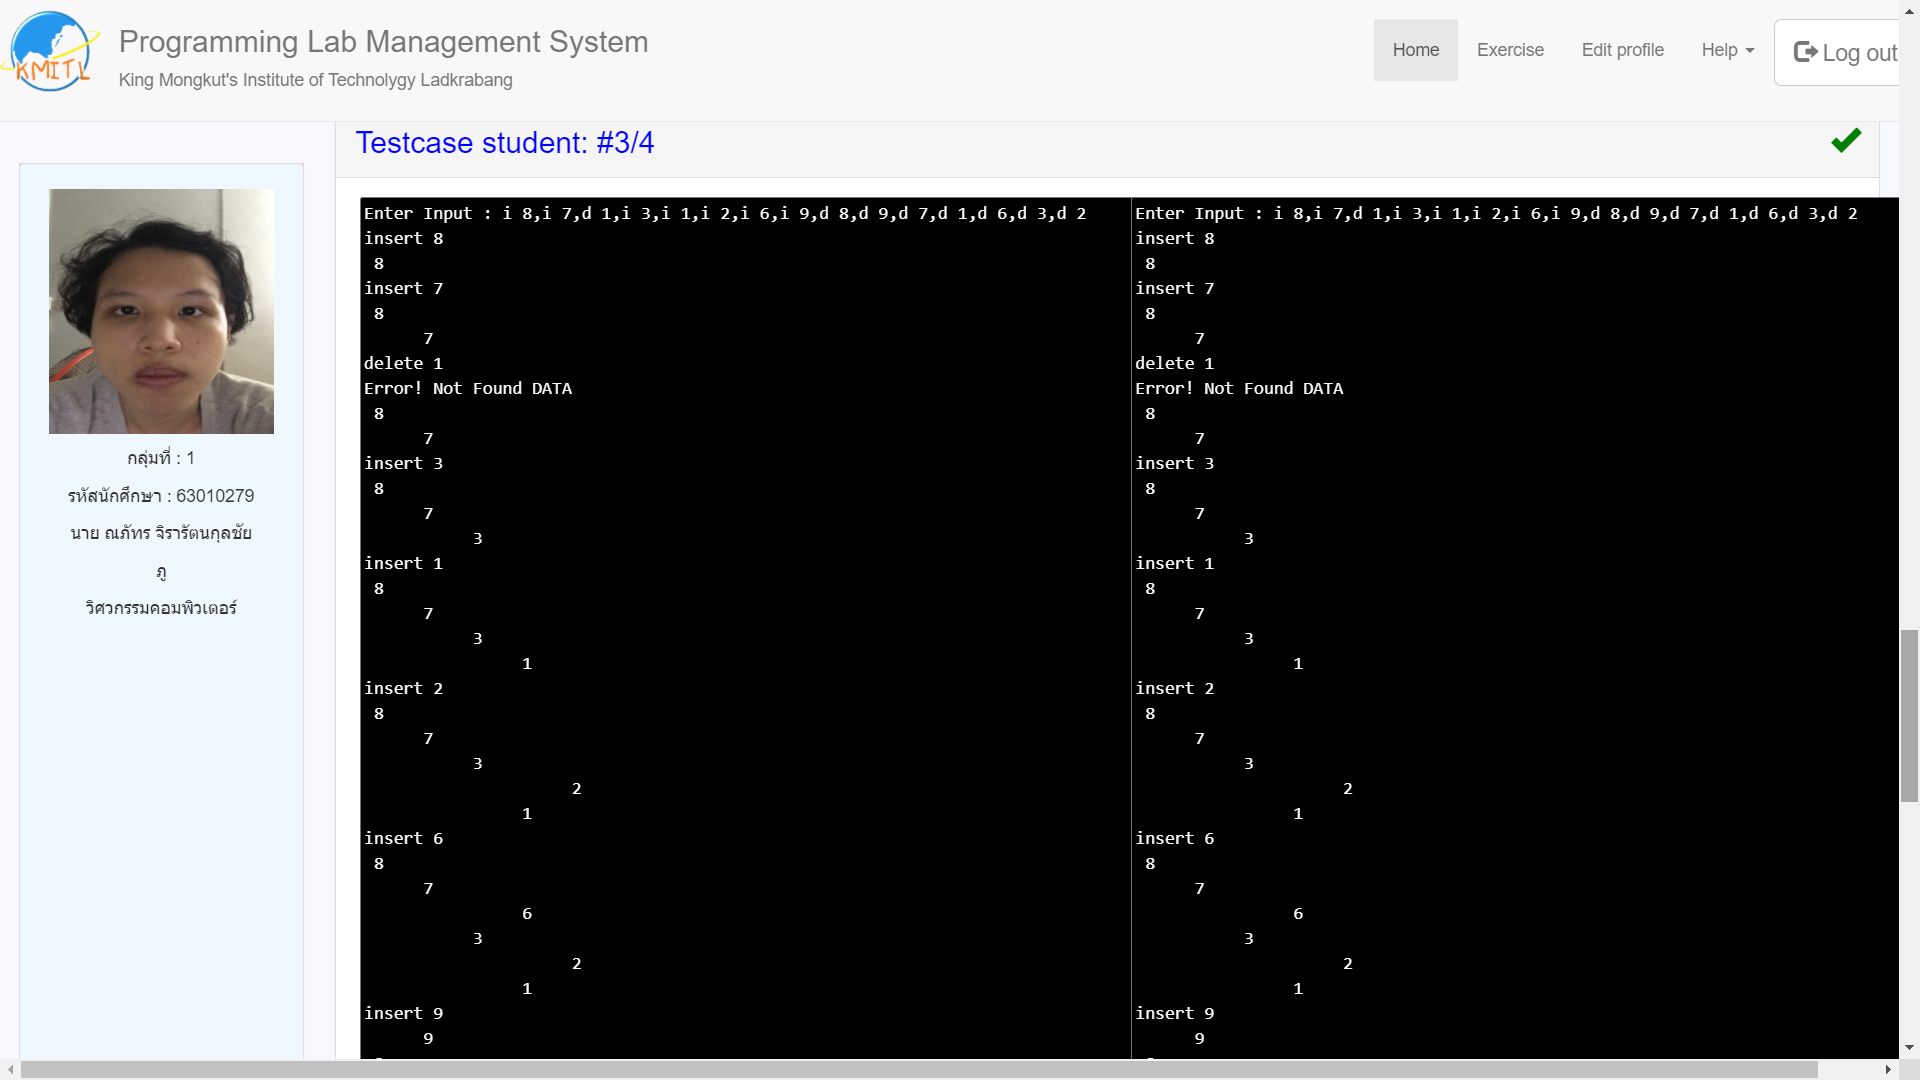 KMITL
Programming Lab Management System
King Mongkut's Institute of Technolygy Ladkrabang
Home
Exercise
Edit profile
Help
Log out
กลุ่มที่ : 1
รหัสนักศึกษา : 63010279
นาย ณภัทร จิรารัตนกุลชัย
ภู
วิศวกรรมคอมพิวเตอร์
Testcase student: #3/4
Enter Input : i 8,i 7,d 1,i 3,i 1,i 2,i 6,i 9,d 8,d 9,d 7,d 1,d 6,d 3,d 2
insert 8
8
insert 7
8
7
delete 1
Error! Not Found DATA
8
7
insert 3
8
7
3
insert 1
8
7
3
1
insert 2
8
7
3
2
1
insert 6
8
7
6
3
2
1
insert 9
9
Enter Input : i 8,i 7,d 1,i 3,i 1,i 2,i 6,i 9,d 8,d 9,d 7,d 1,d 6,d 3,d 2
insert 8
8
insert 7
8
7
delete 1
Error! Not Found DATA
8
7
insert 3
8
7
3
insert 1
8
7
3
1
insert 2
8
7
3
2
1
insert 6
8
7
6
3
2
1
insert 9
9